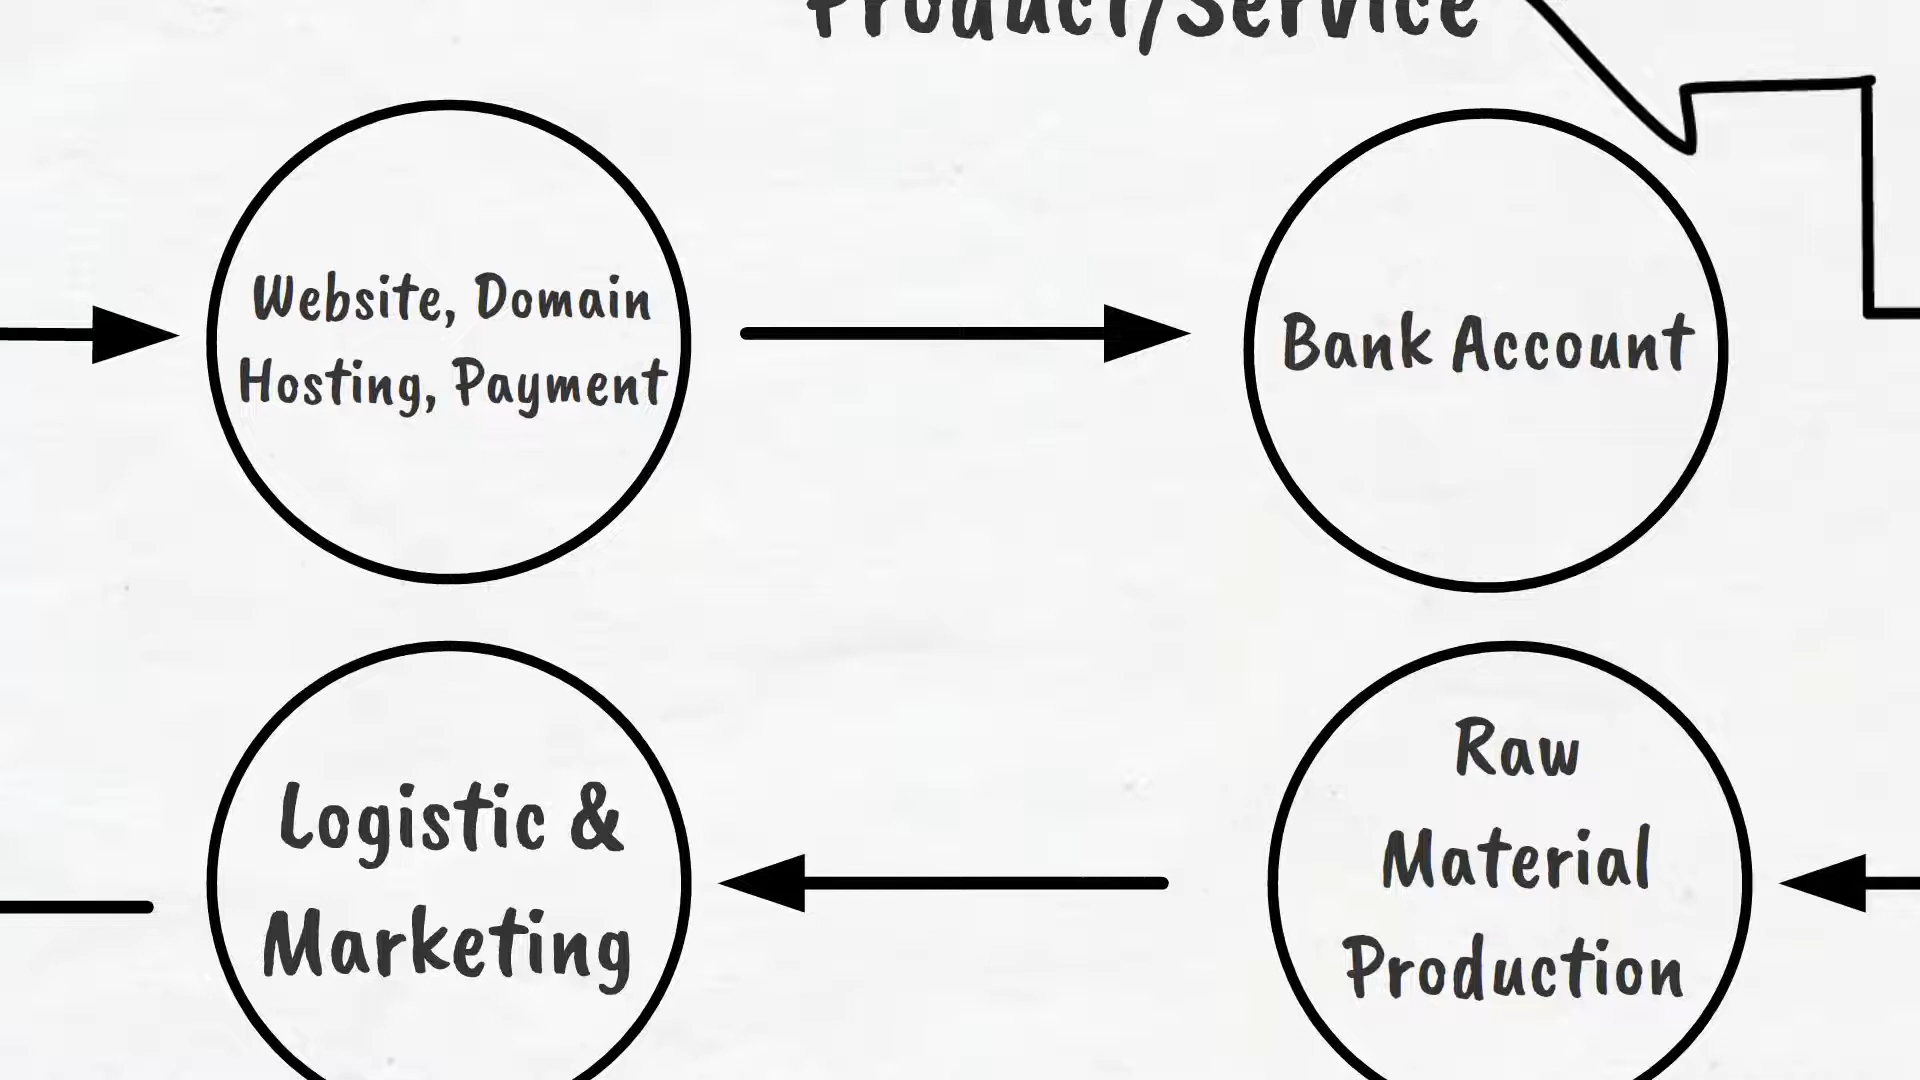 Product/Service
Website, Domain
Hosting, Payment
Bank Account
Logistic &
Marketing
Raw
Material
Production